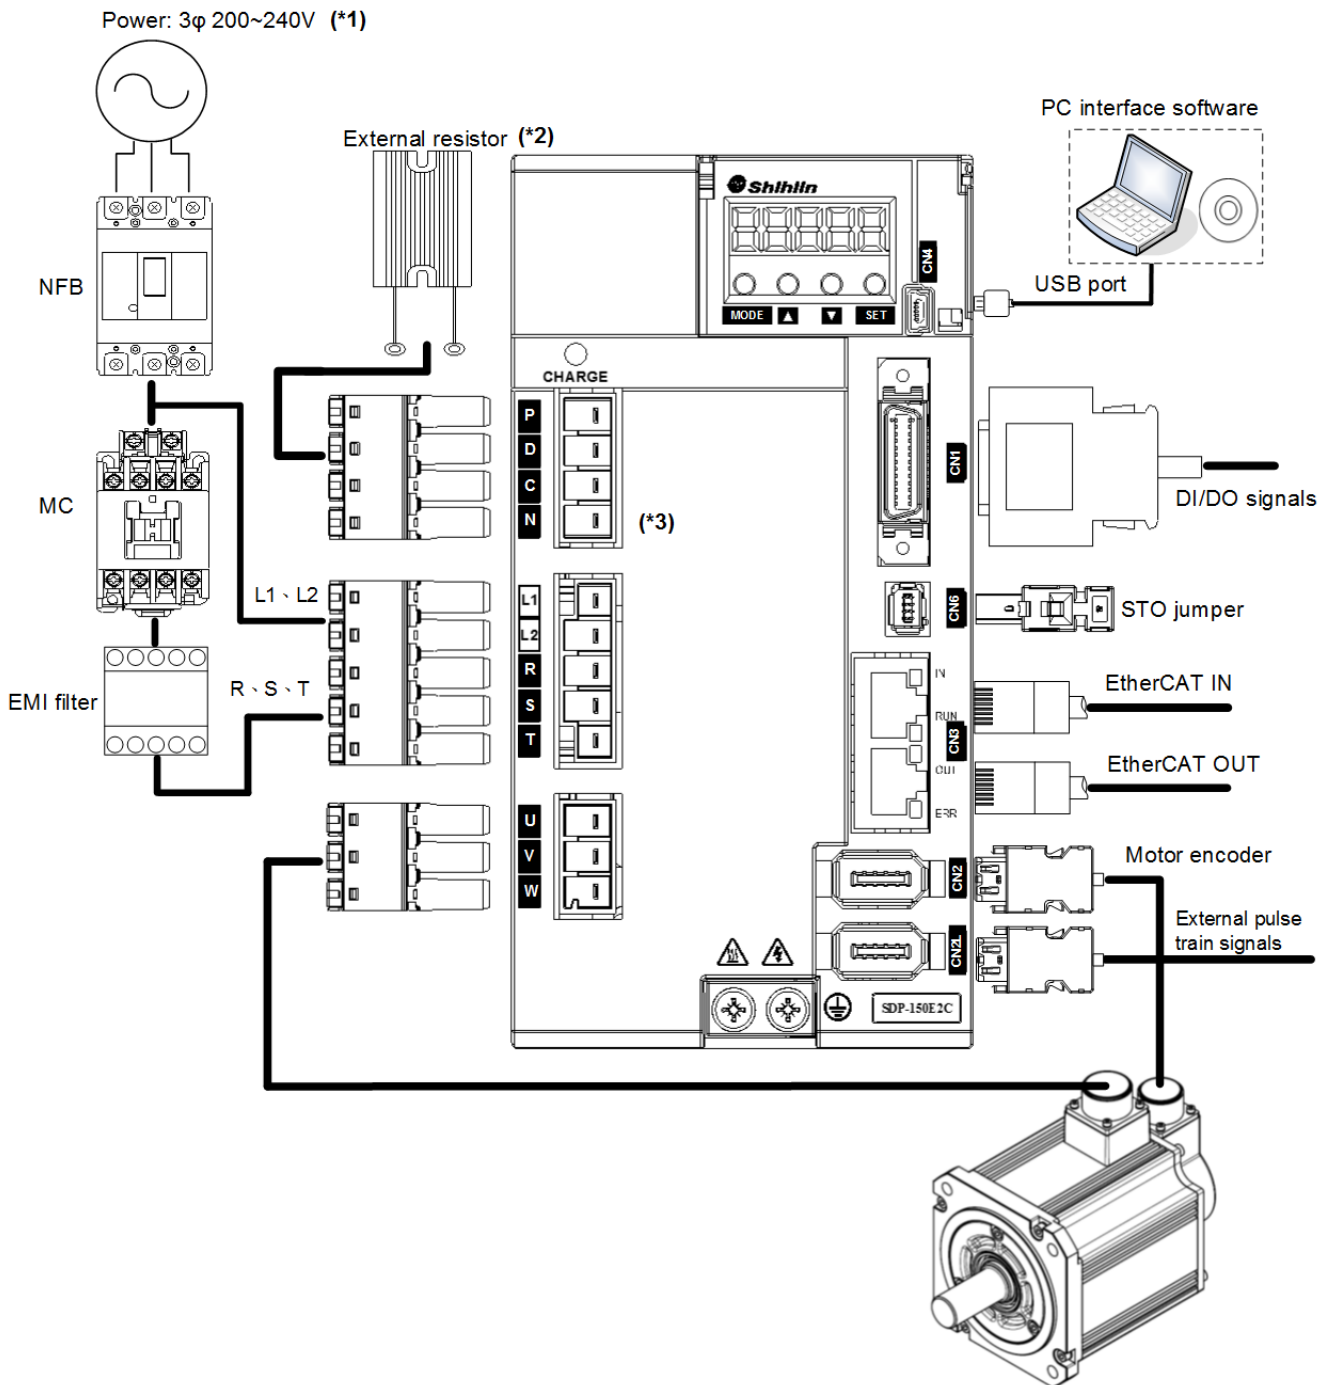 Power: 3φ 200~240V (*1)
External resistor (*2)
PC interface software
Shihlin
NFB
CN4
USB port
MODE ▲ ▼ SET
CHARGE
P
D
C
N
(*3)
CN1
DI/DO signals
MC
L1、L2
L1
L2
R
S
T
CN6
STO jumper
EMI filter
R、S、T
IN
RUN
CN3
OUT
ERR
EtherCAT IN
EtherCAT OUT
U
V
W
CN2
Motor encoder
CN2L
External pulse
train signals
SDP-150E2C